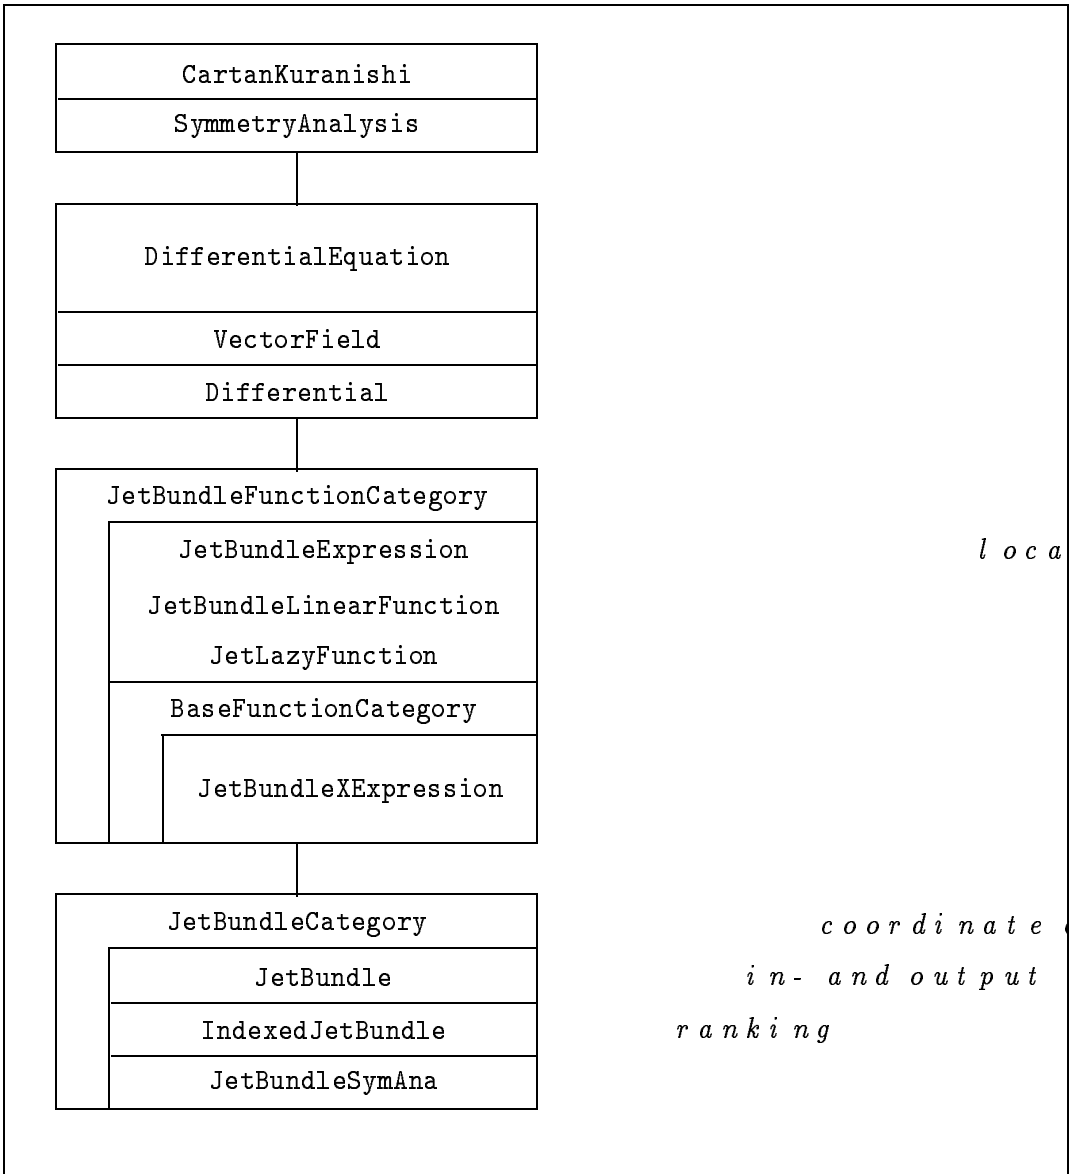 CartanKuranishi
SymmetryAnalysis
DifferentialEquation
VectorField
Differential
JetBundleFunctionCategory
JetBundleExpression
JetBundleLinearFunction
JetLazyFunction
BaseFunctionCategory
JetBundleXExpression
JetBundleCategory coordinate
JetBundle in- and output
IndexedJetBundle ranking
JetBundleSymAna